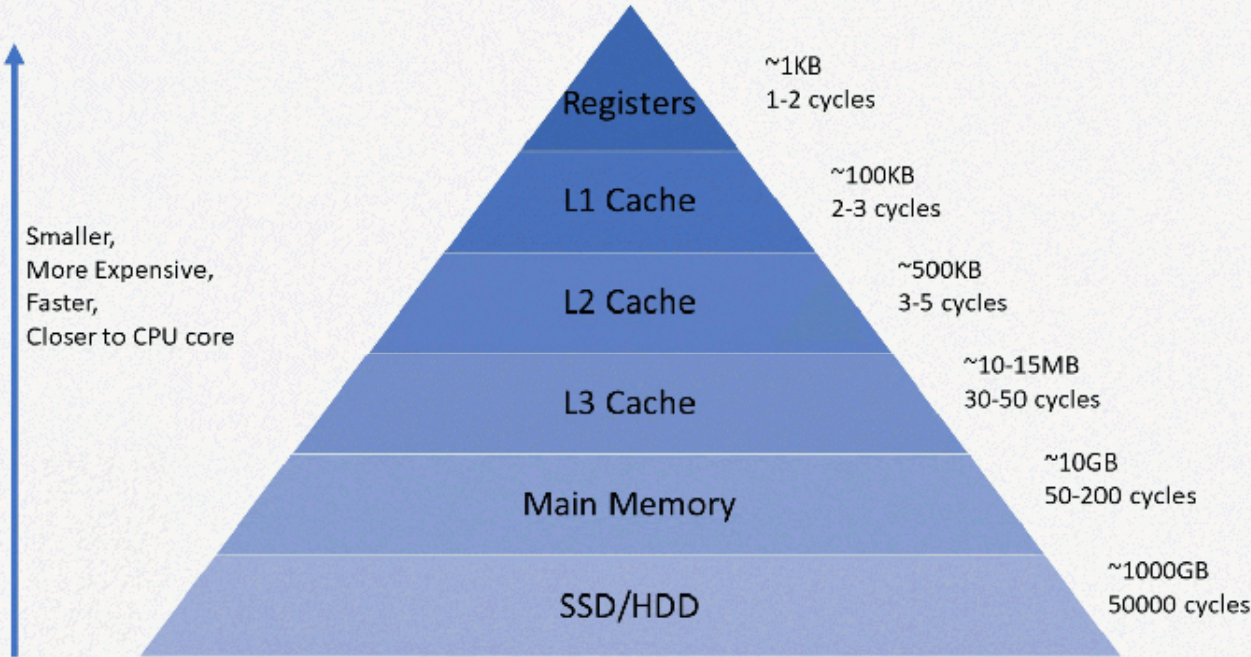 Registers
~1KB
1-2 cycles
L1 Cache
~100KB
2-3 cycles
Smaller,
More Expensive,
Faster,
Closer to CPU core
L2 Cache
~500KB
3-5 cycles
L3 Cache
~10-15MB
30-50 cycles
Main Memory
~10GB
50-200 cycles
SSD/HDD
~1000GB
50000 cycles